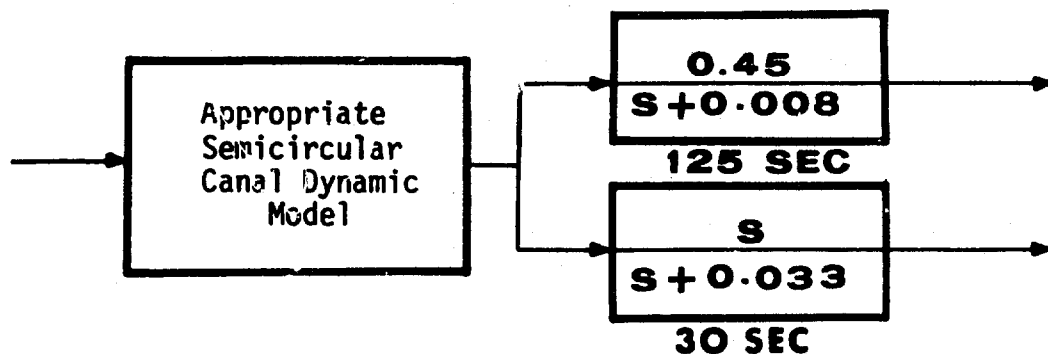 Appropriate
Semicircular
Canal Dynamic
Model
0.45
S+0.008
125 SEC
S
S+0.033
30 SEC